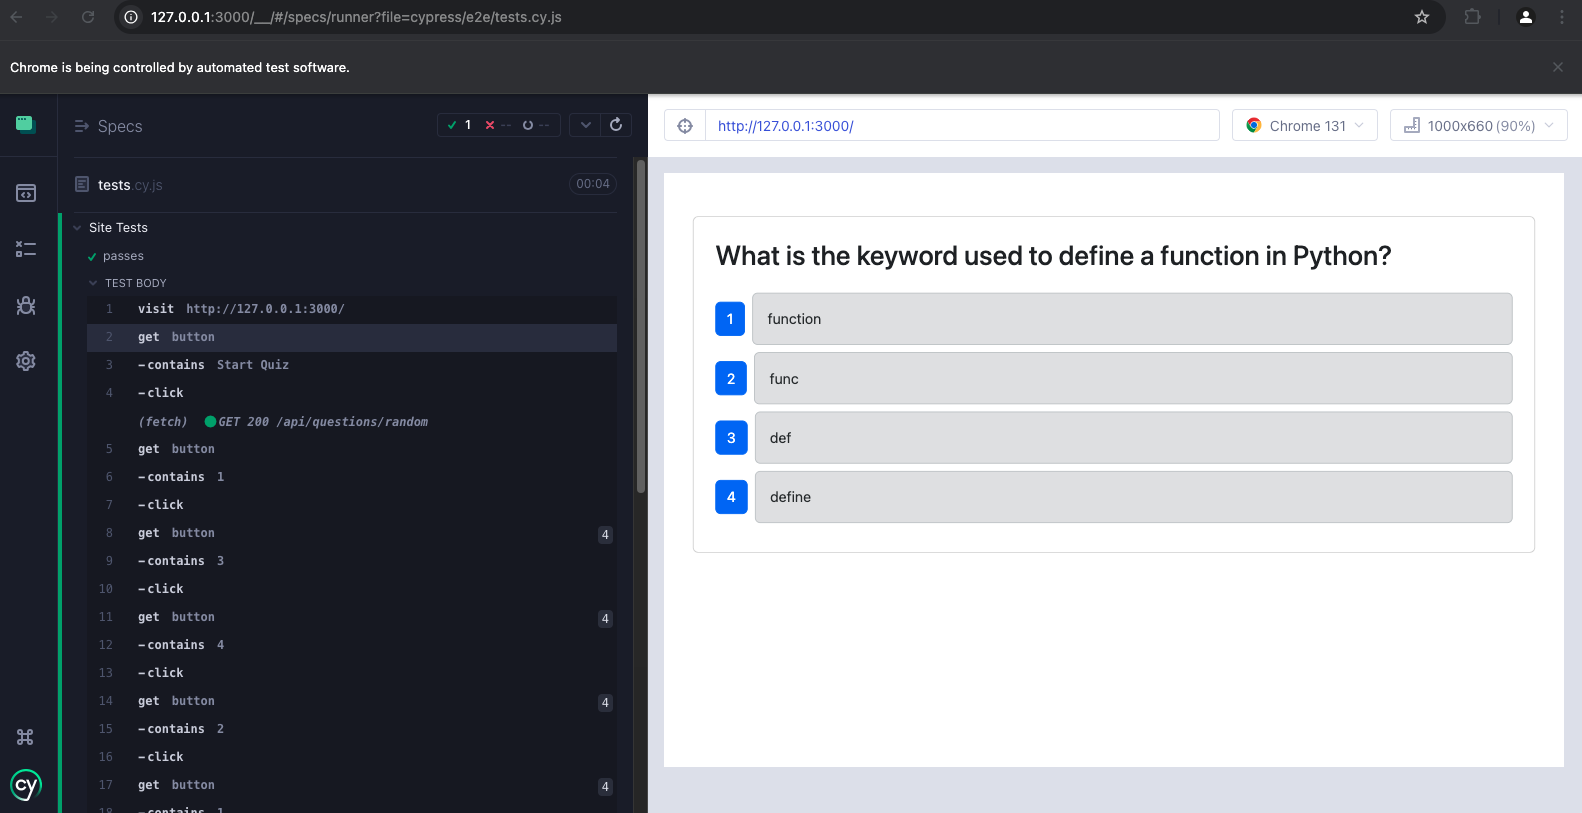 127.0.0.1:3000/__/#/specs/runner?file=cypress/e2e/tests.cy.js
Chrome is being controlled by automated test software.
Specs
1 -- --
tests.cy.js 00:04
Site Tests
passes
TEST BODY
1 visit http://127.0.0.1:3000/
2 get button
3 -contains Start Quiz
4 -click
(fetch) GET 200 /api/questions/random
5 get button
6 -contains 1
7 -click
8 get button 4
9 -contains 3
10 -click
11 get button 4
12 -contains 4
13 -click
14 get button 4
15 -contains 2
16 -click
17 get button 4
18 -contains 1
cy
http://127.0.0.1:3000/
Chrome 131
1000x660 (90%)
What is the keyword used to define a function in Python?
1 function
2 func
3 def
4 define